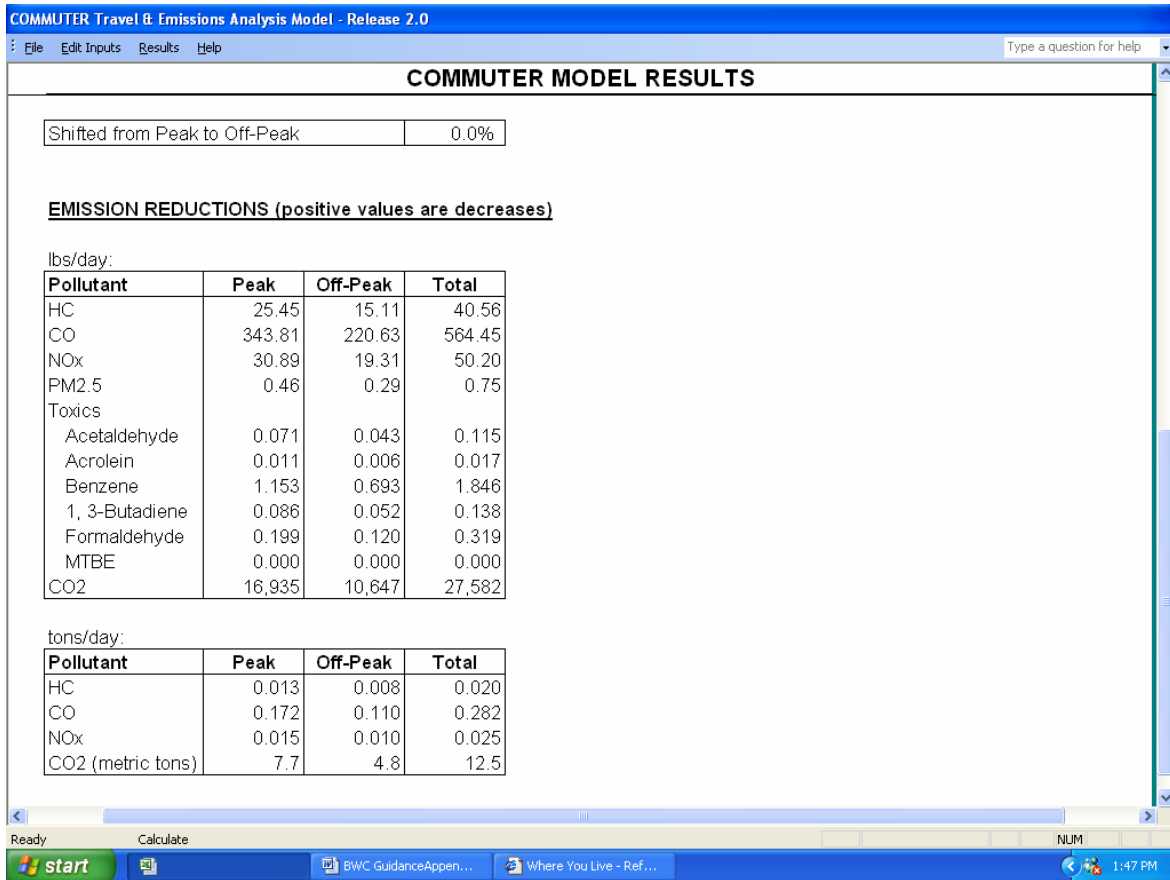 COMMUTER Travel & Emissions Analysis Model - Release 2.0
File Edit Inputs Results Help Type a question for help
COMMUTER MODEL RESULTS
Shifted from Peak to Off-Peak 0.0%
EMISSION REDUCTIONS (positive values are decreases)
lbs/day:
Pollutant Peak Off-Peak Total
HC 25.45 15.11 40.56
CO 343.81 220.63 564.45
NOx 30.89 19.31 50.20
PM2.5 0.46 0.29 0.75
Toxics
Acetaldehyde 0.071 0.043 0.115
Acrolein 0.011 0.006 0.017
Benzene 1.153 0.693 1.846
1, 3-Butadiene 0.086 0.052 0.138
Formaldehyde 0.199 0.120 0.319
MTBE 0.000 0.000 0.000
CO2 16,935 10,647 27,582
tons/day:
Pollutant Peak Off-Peak Total
HC 0.013 0.008 0.020
CO 0.172 0.110 0.282
NOx 0.015 0.010 0.025
CO2 (metric tons) 7.7 4.8 12.5
Ready Calculate NUM
start BWC GuidanceAppen... Where You Live - Ref... 1:47 PM